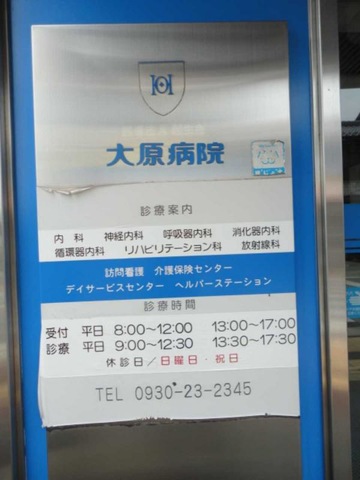 大原病院
診療案内
内科 神経内科 呼吸器内科 消化器内科
循環器内科 リハビリテーション科 放射線科
訪問看護 介護保険センター
デイサービスセンター ヘルパーステーション
診療時間
受付 平日 8:00～12:00 13:00～17:00
診療 平日 9:00～12:30 13:30～17:30
休診日/日曜日・祝日
TEL 0930-23-2345